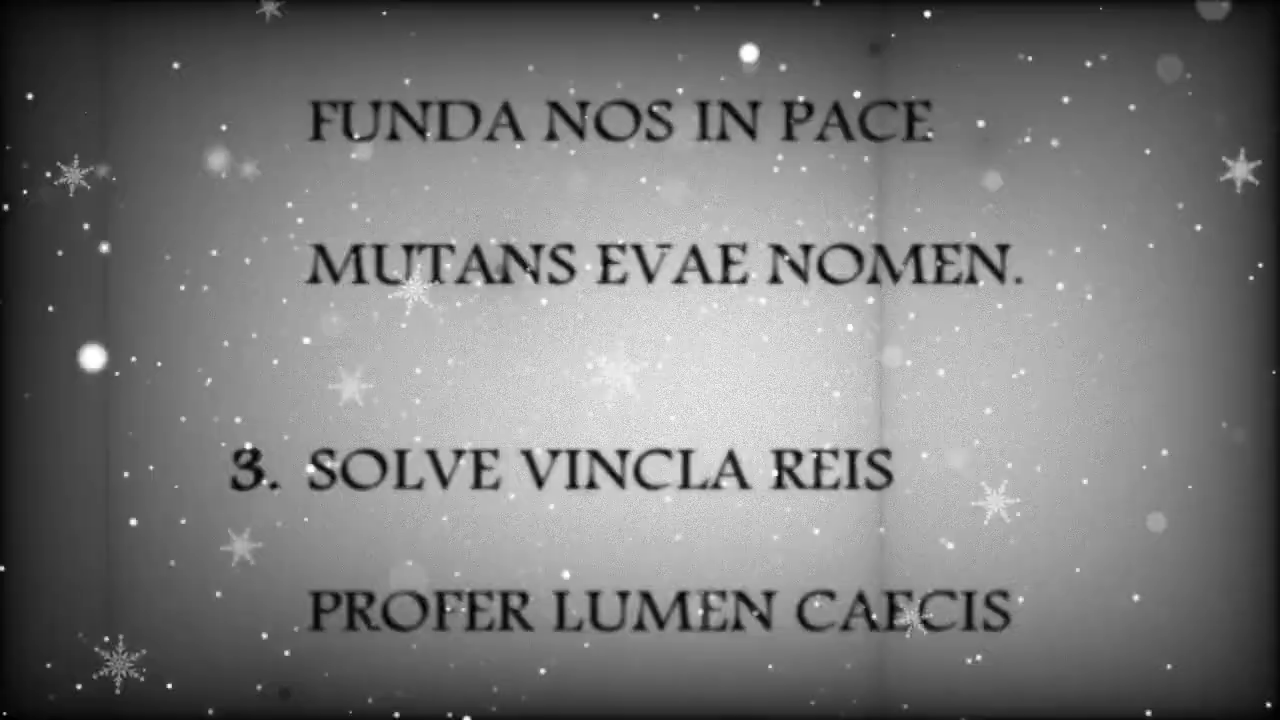 FUNDA NOS IN PACE
MUTANS EVAE NOMEN.
3. SOLVE VINCLA REIS
PROFER LUMEN CAECIS